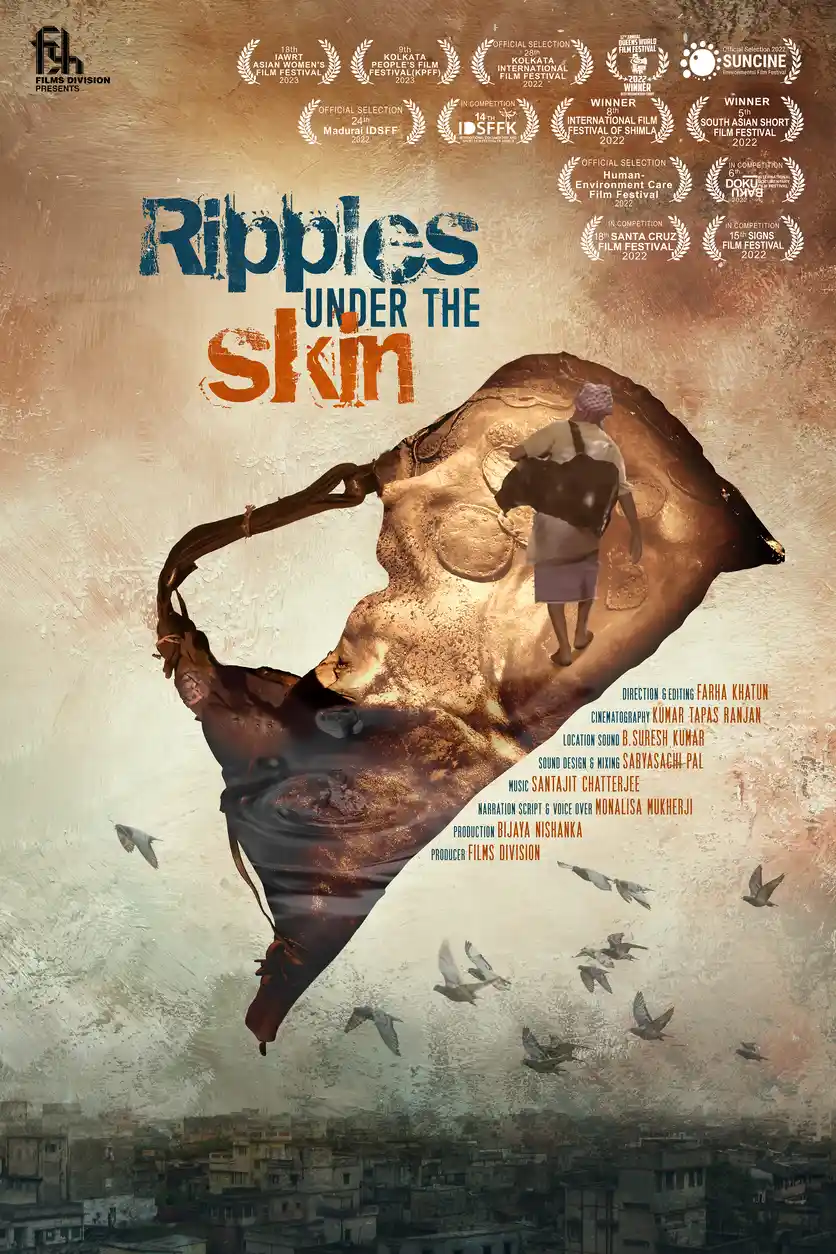 FILMS DIVISION
PRESENTS
18th
IAWRT
ASIAN WOMEN'S
FILM FESTIVAL
2023
9th
KOLKATA
PEOPLE'S FILM
FESTIVAL(KPFF)
2023
OFFICIAL SELECTION
28th
KOLKATA
INTERNATIONAL
FILM FESTIVAL
2022
QUEENS WORLD
FILM FESTIVAL
2022
WINNER
Official Selection 2022
SUNCINE
Environmental Film Festival
OFFICIAL SELECTION
24th
Madurai IDSFF
2022
IN COMPETITION
14TH
IDSFFK
WINNER
8th
INTERNATIONAL FILM
FESTIVAL OF SHIMLA
2022
WINNER
5th
SOUTH ASIAN SHORT
FILM FESTIVAL
2022
OFFICIAL SELECTION
Human-
Environment Care
Film Festival
2022
IN COMPETITION
6th
DOKU
BAKU
2022
IN COMPETITION
18th SANTA CRUZ
FILM FESTIVAL
2022
IN COMPETITION
15th SIGNS
FILM FESTIVAL
2022
Ripples
UNDER THE
skin
DIRECTION & EDITING FARHA KHATUN
CINEMATOGRAPHY KUMAR TAPAS RANJAN
LOCATION SOUND B.SURESH KUMAR
SOUND DESIGN & MIXING SABYASACHI PAL
MUSIC SANTAJIT CHATTERJEE
NARRATION SCRIPT & VOICE OVER MONALISA MUKHERJI
PRODUCTION BIJAYA NISHANKA
PRODUCER FILMS DIVISION